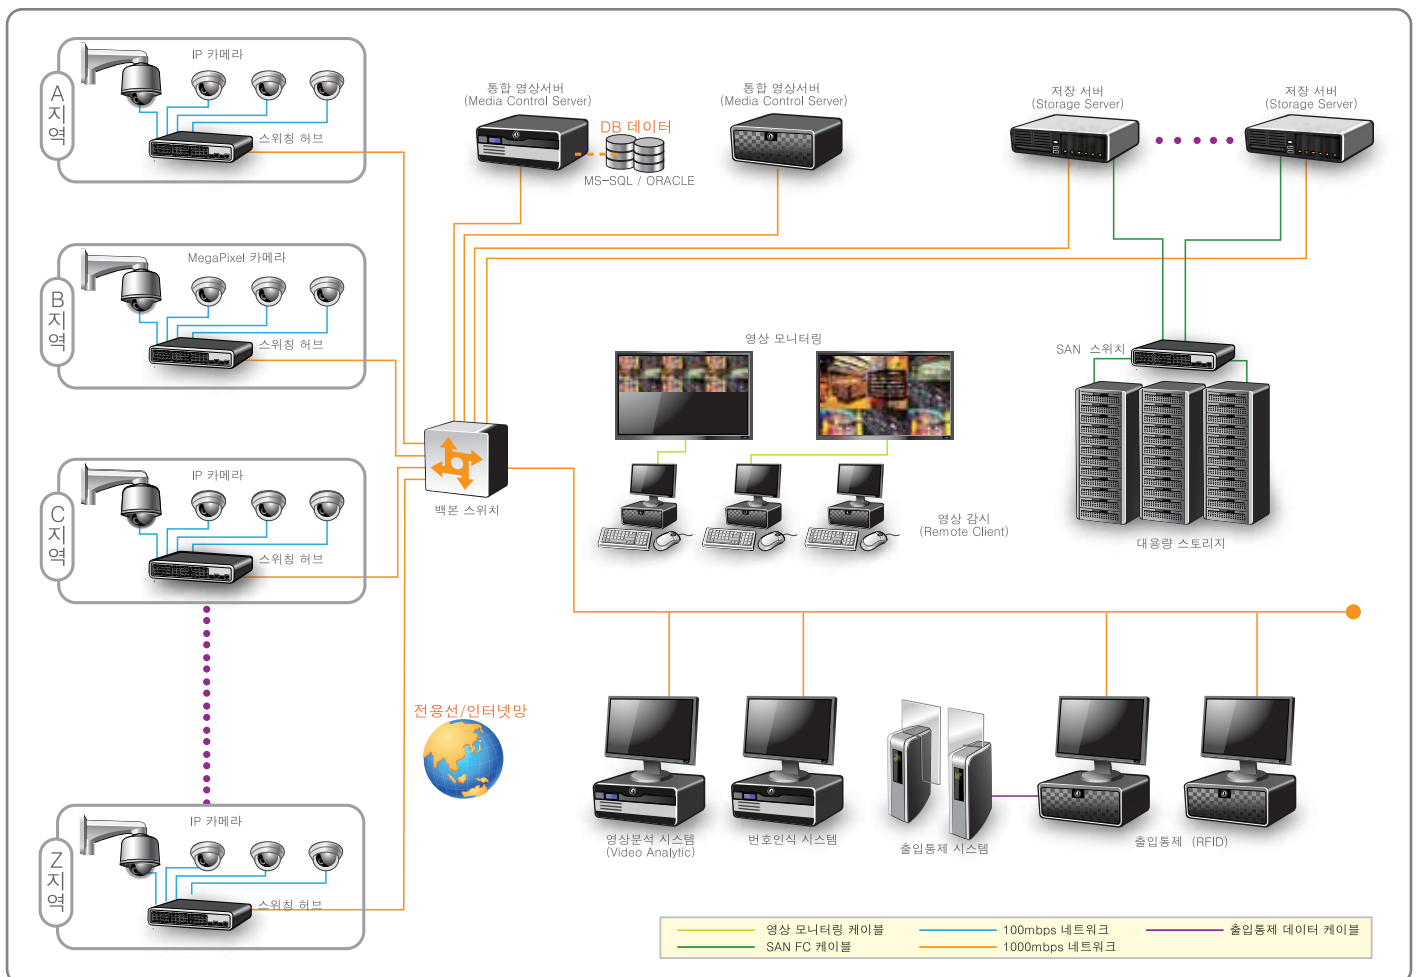 A 지역
IP 카메라
스위칭 허브
B 지역
MegaPixel 카메라
스위칭 허브
C 지역
IP 카메라
스위칭 허브
Z 지역
IP 카메라
스위칭 허브
통합 영상서버
(Media Control Server)
DB 데이터
MS-SQL / ORACLE
통합 영상서버
(Media Control Server)
저장 서버
(Storage Server)
저장 서버
(Storage Server)
영상 모니터링
SAN 스위치
백본 스위치
영상 감시
(Remote Client)
대용량 스토리지
전용선/인터넷망
영상분석 시스템
(Video Analytic)
번호인식 시스템
출입통제 시스템
출입통제 (RFID)
영상 모니터링 케이블
100mbps 네트워크
출입통제 데이터 케이블
SAN FC 케이블
1000mbps 네트워크